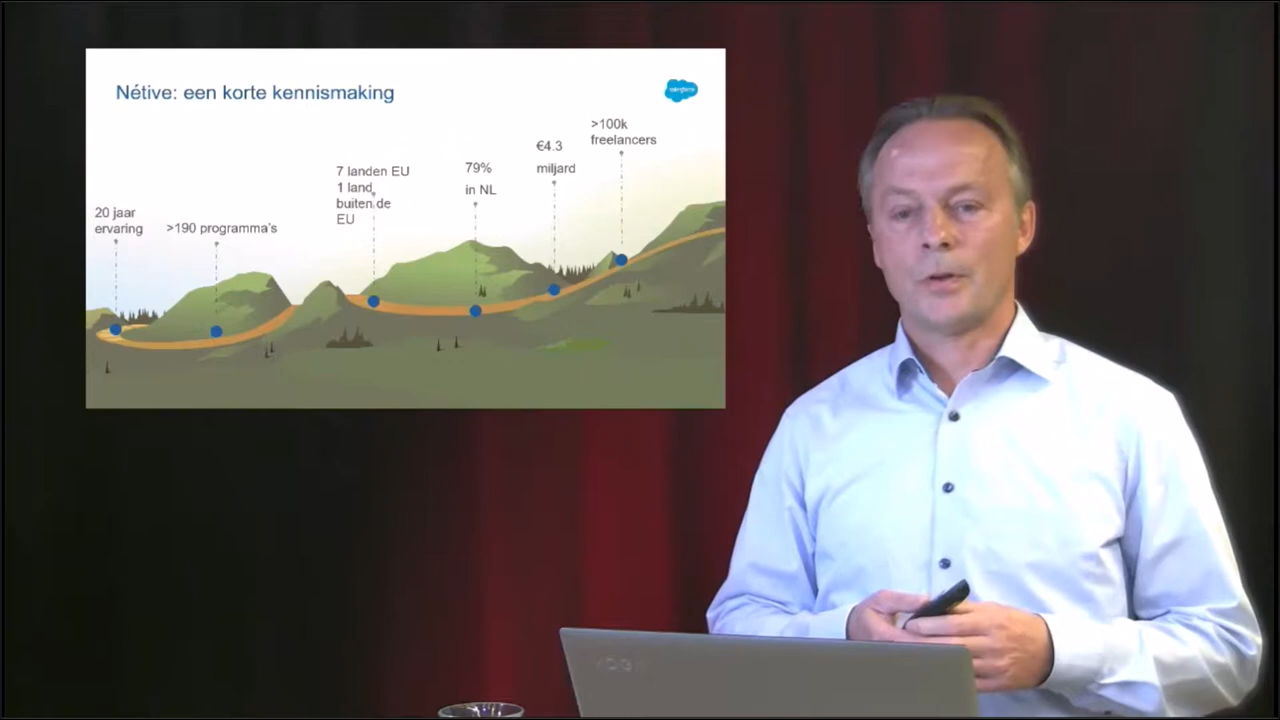 Nétive: een korte kennismaking
salesforce
>100k
freelancers
€4.3
miljard
79%
in NL
7 landen EU
1 land
buiten de
EU
20 jaar
ervaring
>190 programma's